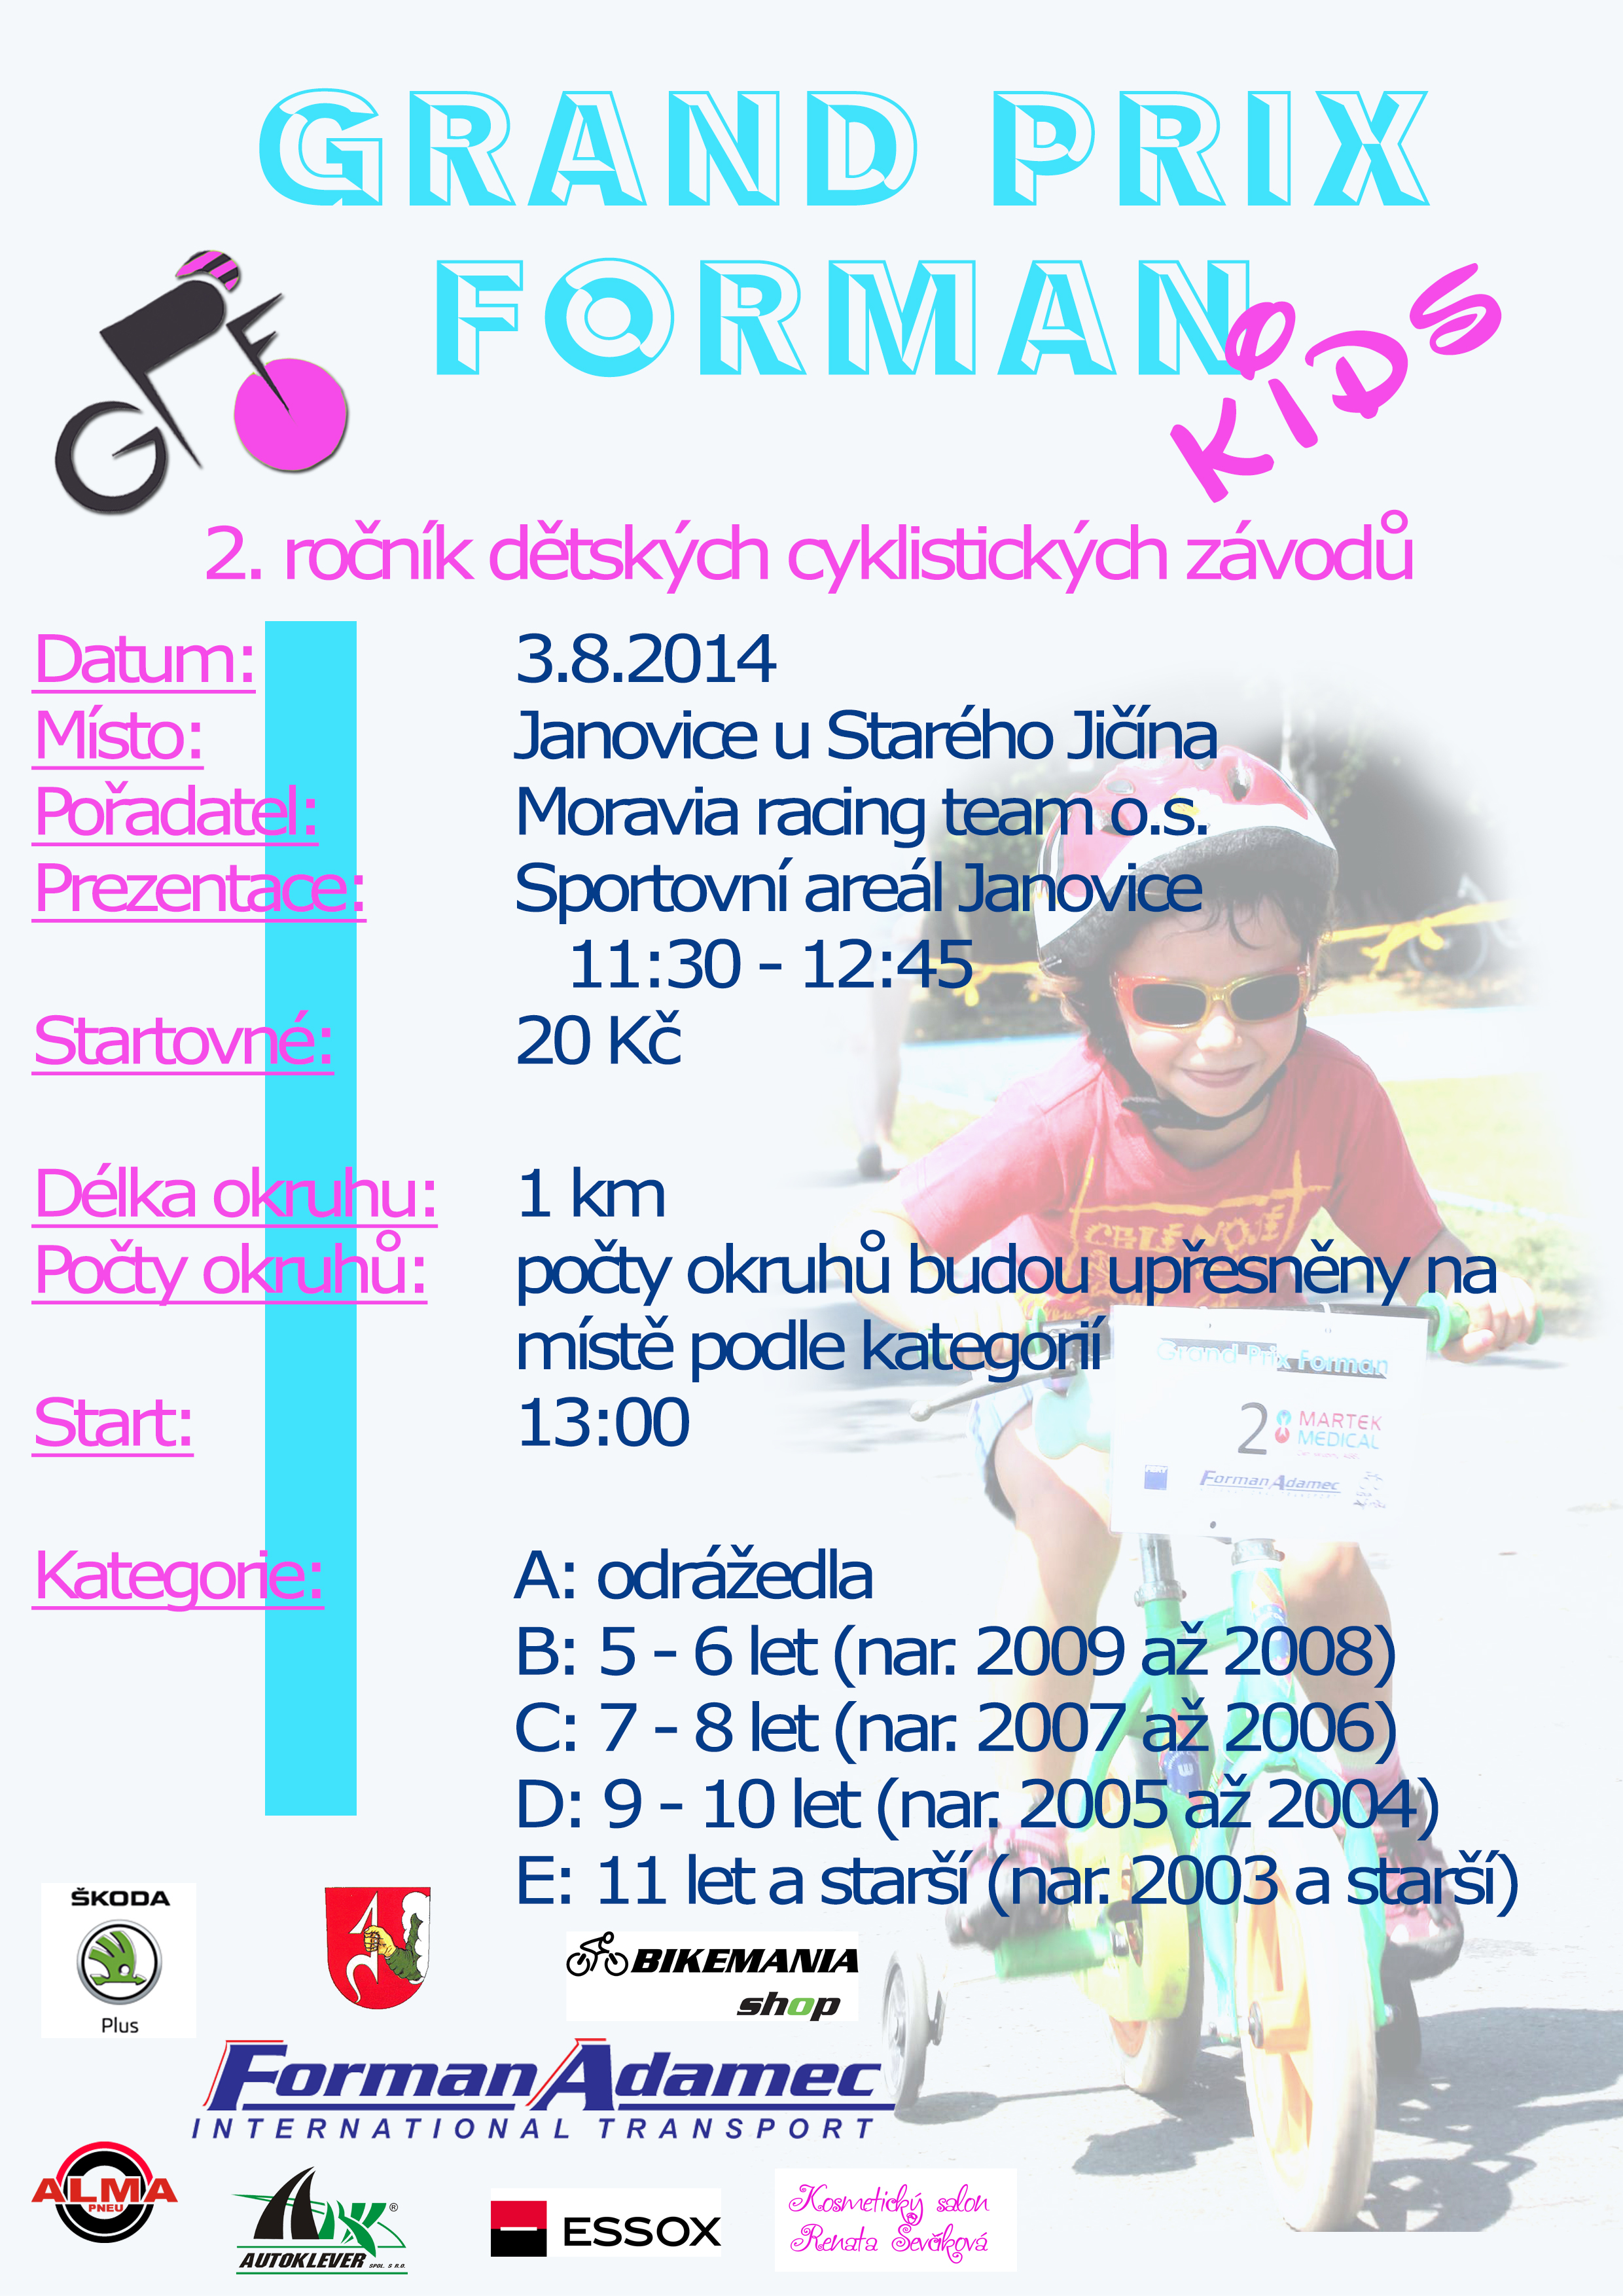 GRAND PRIX
FORMAN
KIDS
2. ročník dětských cyklistických závodů
Datum: 3.8.2014
Místo: Janovice u Starého Jičína
Pořadatel: Moravia racing team o.s.
Prezentace: Sportovní areál Janovice
11:30 - 12:45
Startovné: 20 Kč
Délka okruhu: 1 km
Počty okruhů: počty okruhů budou upřesněny na
místě podle kategorií
Start: 13:00
Grand Prix Forman
2 MARTEK
MEDICAL
Forman Adamec
Kategorie: A: odrážedla
B: 5 - 6 let (nar. 2009 až 2008)
C: 7 - 8 let (nar. 2007 až 2006)
D: 9 - 10 let (nar. 2005 až 2004)
E: 11 let a starší (nar. 2003 a starší)
ŠKODA
Plus
BIKEMANIA
shop
Forman Adamec
INTERNATIONAL TRANSPORT
ALMA
PNEU
AUTOKLEVER SPOL. S R.O.
ESSOX
Kosmetický salon
Renata Ševčíková